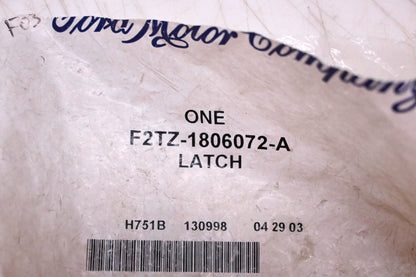 F03
Ford Motor Company
ONE
F2TZ-1806072-A
LATCH
H751B 130998 04 29 03